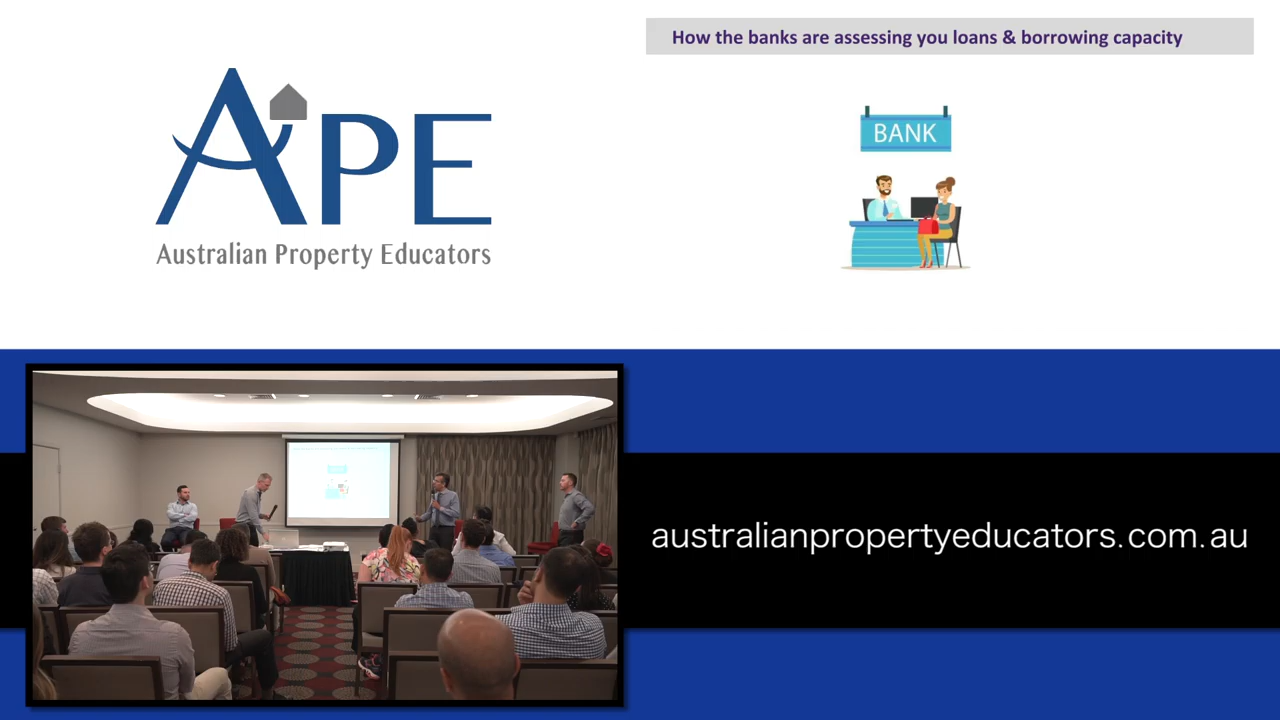 How the banks are assessing you loans & borrowing capacity
APE
Australian Property Educators
BANK
australianpropertyeducators.com.au